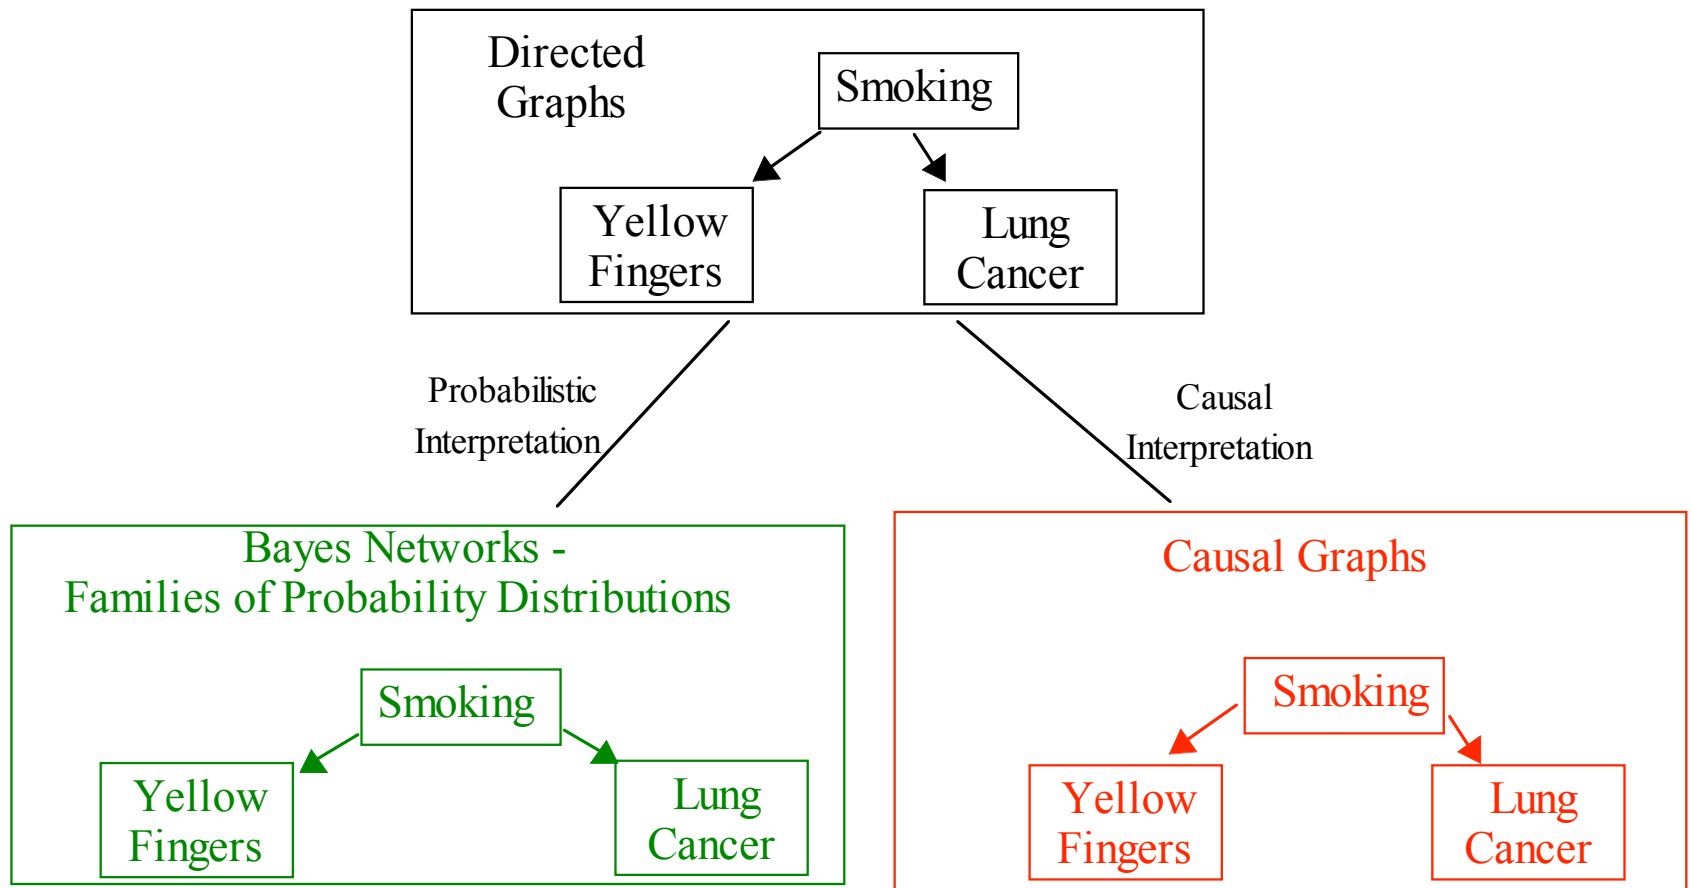 Directed
Graphs
Smoking
Yellow
Fingers
Lung
Cancer
Probabilistic
Interpretation
Causal
Interpretation
Bayes Networks -
Families of Probability Distributions
Smoking
Yellow
Fingers
Lung
Cancer
Causal Graphs
Smoking
Yellow
Fingers
Lung
Cancer